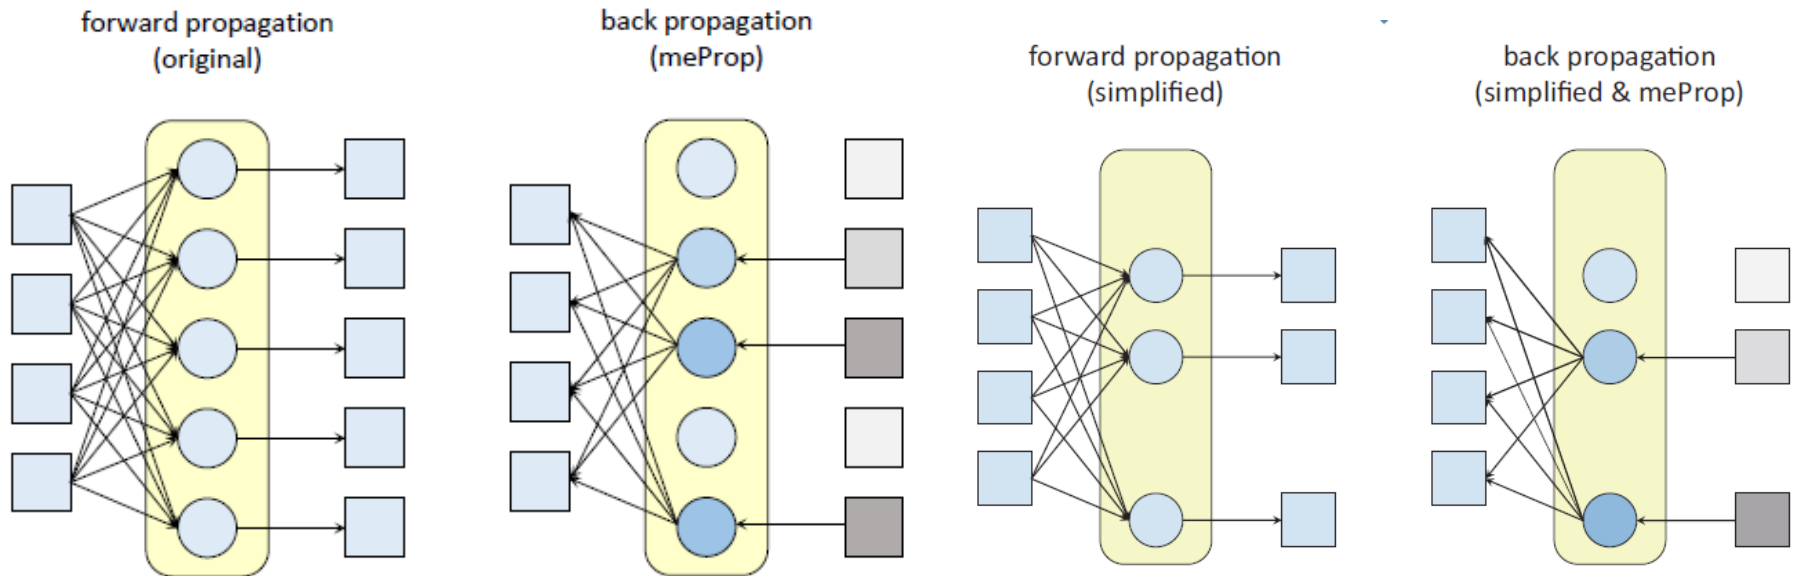 forward propagation
(original)
back propagation
(meProp)
forward propagation
(simplified)
back propagation
(simplified & meProp)